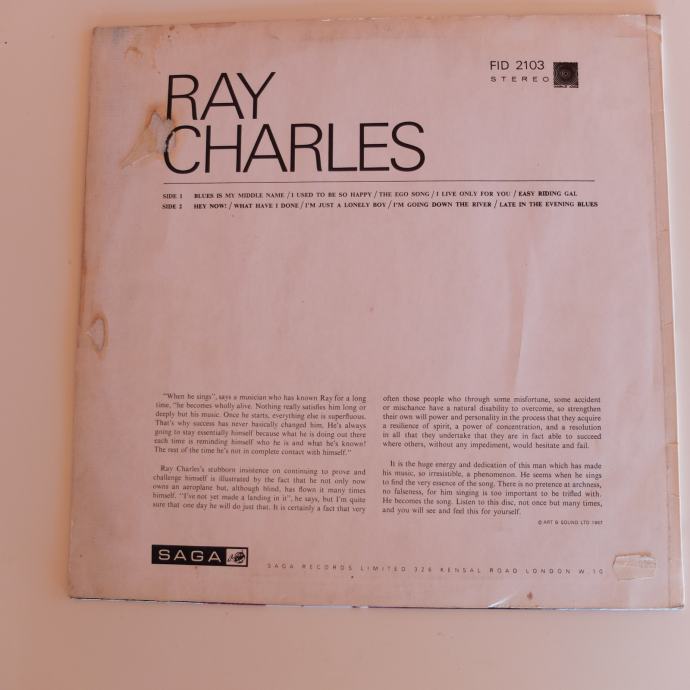 FID 2103
STEREO
RAY
CHARLES
SIDE 1 BLUES IS MY MIDDLE NAME / I USED TO BE SO HAPPY / THE EGO SONG / I LIVE ONLY FOR YOU / EASY RIDING GAL
SIDE 2 HEY NOW! / WHAT HAVE I DONE / I'M JUST A LONELY BOY / I'M GOING DOWN THE RIVER / LATE IN THE EVENING BLUES
"When he sings", says a musician who has known Ray for a long
time, "he becomes wholly alive. Nothing really satisfies him long or
deeply but his music. Once he starts, everything else is superfluous.
That's why success has never basically changed him. He's always
going to stay essentially himself because what he is doing out there
each time is reminding himself who he is and what he's known?
The rest of the time he's not in complete contact with himself."
Ray Charles's stubborn insistence on continuing to prove and
challenge himself is illustrated by the fact that he not only now
owns an aeroplane but, although blind, has flown it many times
himself. "I've not yet made a landing in it", he says, but I'm quite
sure that one day he will do just that. It is certainly a fact that very
often those people who through some misfortune, some accident
or mischance have a natural disability to overcome, so strengthen
their own will power and personality in the process that they acquire
a resilience of spirit, a power of concentration, and a resolution
in all that they undertake that they are in fact able to succeed
where others, without any impediment, would hesitate and fail.
It is the huge energy and dedication of this man which has made
his music, so irresistible, a phenomenon. He seems when he sings
to find the very essence of the song. There is no pretence at archness,
no falseness, for him singing is too important to be trifled with.
He becomes the song. Listen to this disc, not once but many times,
and you will see and feel this for yourself.
© ART & SOUND LTD 1967
SAGA
SAGA RECORDS LIMITED 326 KENSAL ROAD LONDON W.10